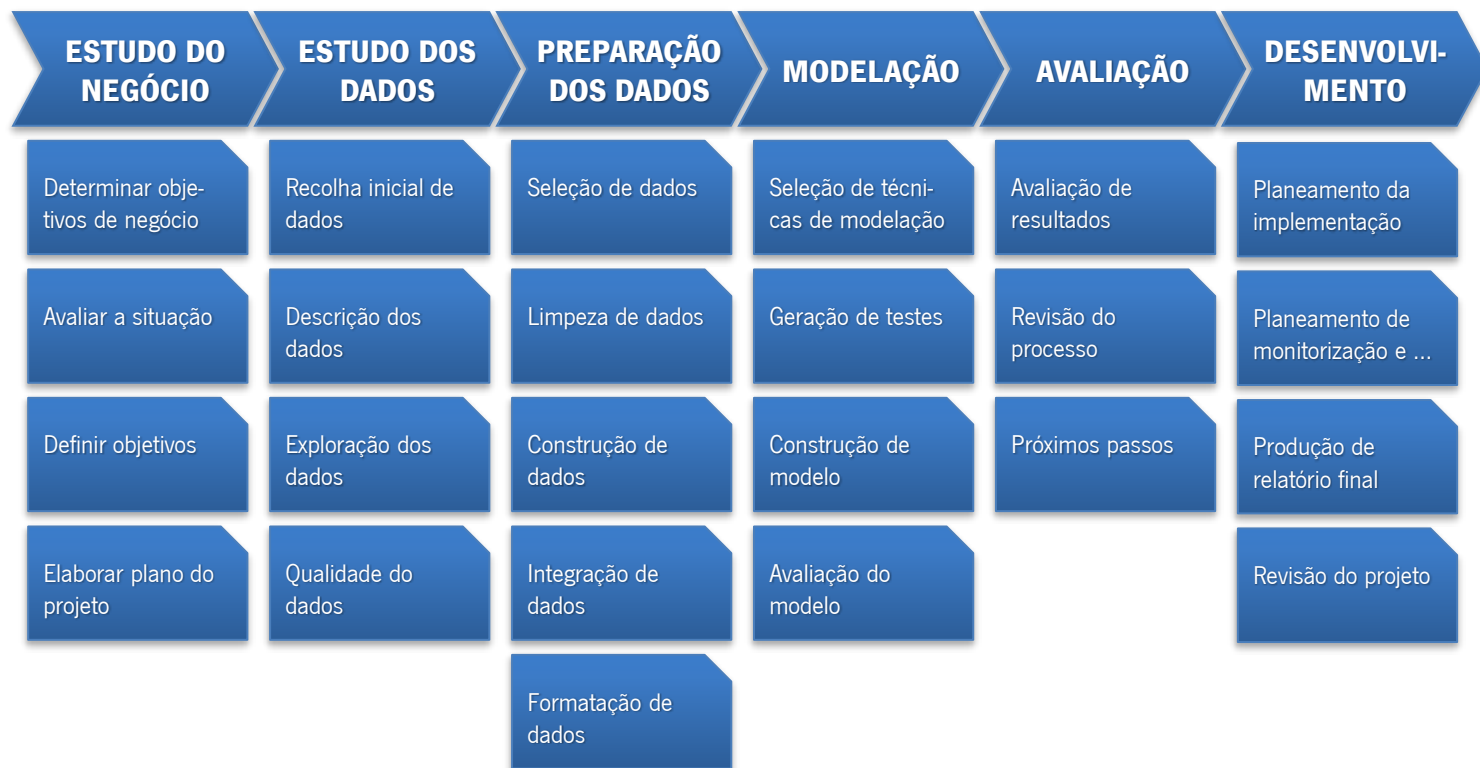 ESTUDO DO
NEGÓCIO
ESTUDO DOS
DADOS
PREPARAÇÃO
DOS DADOS
MODELAÇÃO
AVALIAÇÃO
DESENVOLVI-
MENTO
Determinar obje-
tivos de negócio
Avaliar a situação
Definir objetivos
Elaborar plano do
projeto
Recolha inicial de
dados
Descrição dos
dados
Exploração dos
dados
Qualidade do
dados
Seleção de dados
Limpeza de dados
Construção de
dados
Integração de
dados
Formatação de
dados
Seleção de técni-
cas de modelação
Geração de testes
Construção de
modelo
Avaliação do
modelo
Avaliação de
resultados
Revisão do
processo
Próximos passos
Planeamento da
implementação
Planeamento de
monitorização e ...
Produção de
relatório final
Revisão do projeto